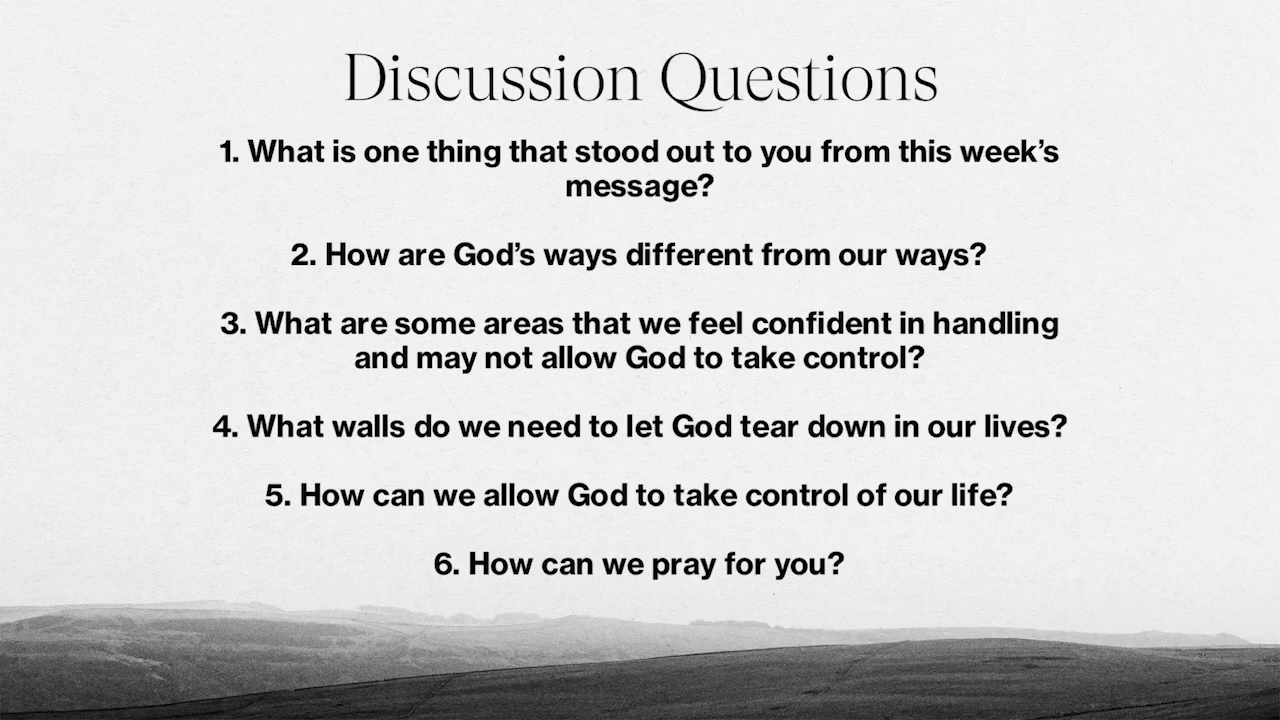 Discussion Questions
1. What is one thing that stood out to you from this week’s
message?
2. How are God’s ways different from our ways?
3. What are some areas that we feel confident in handling
and may not allow God to take control?
4. What walls do we need to let God tear down in our lives?
5. How can we allow God to take control of our life?
6. How can we pray for you?